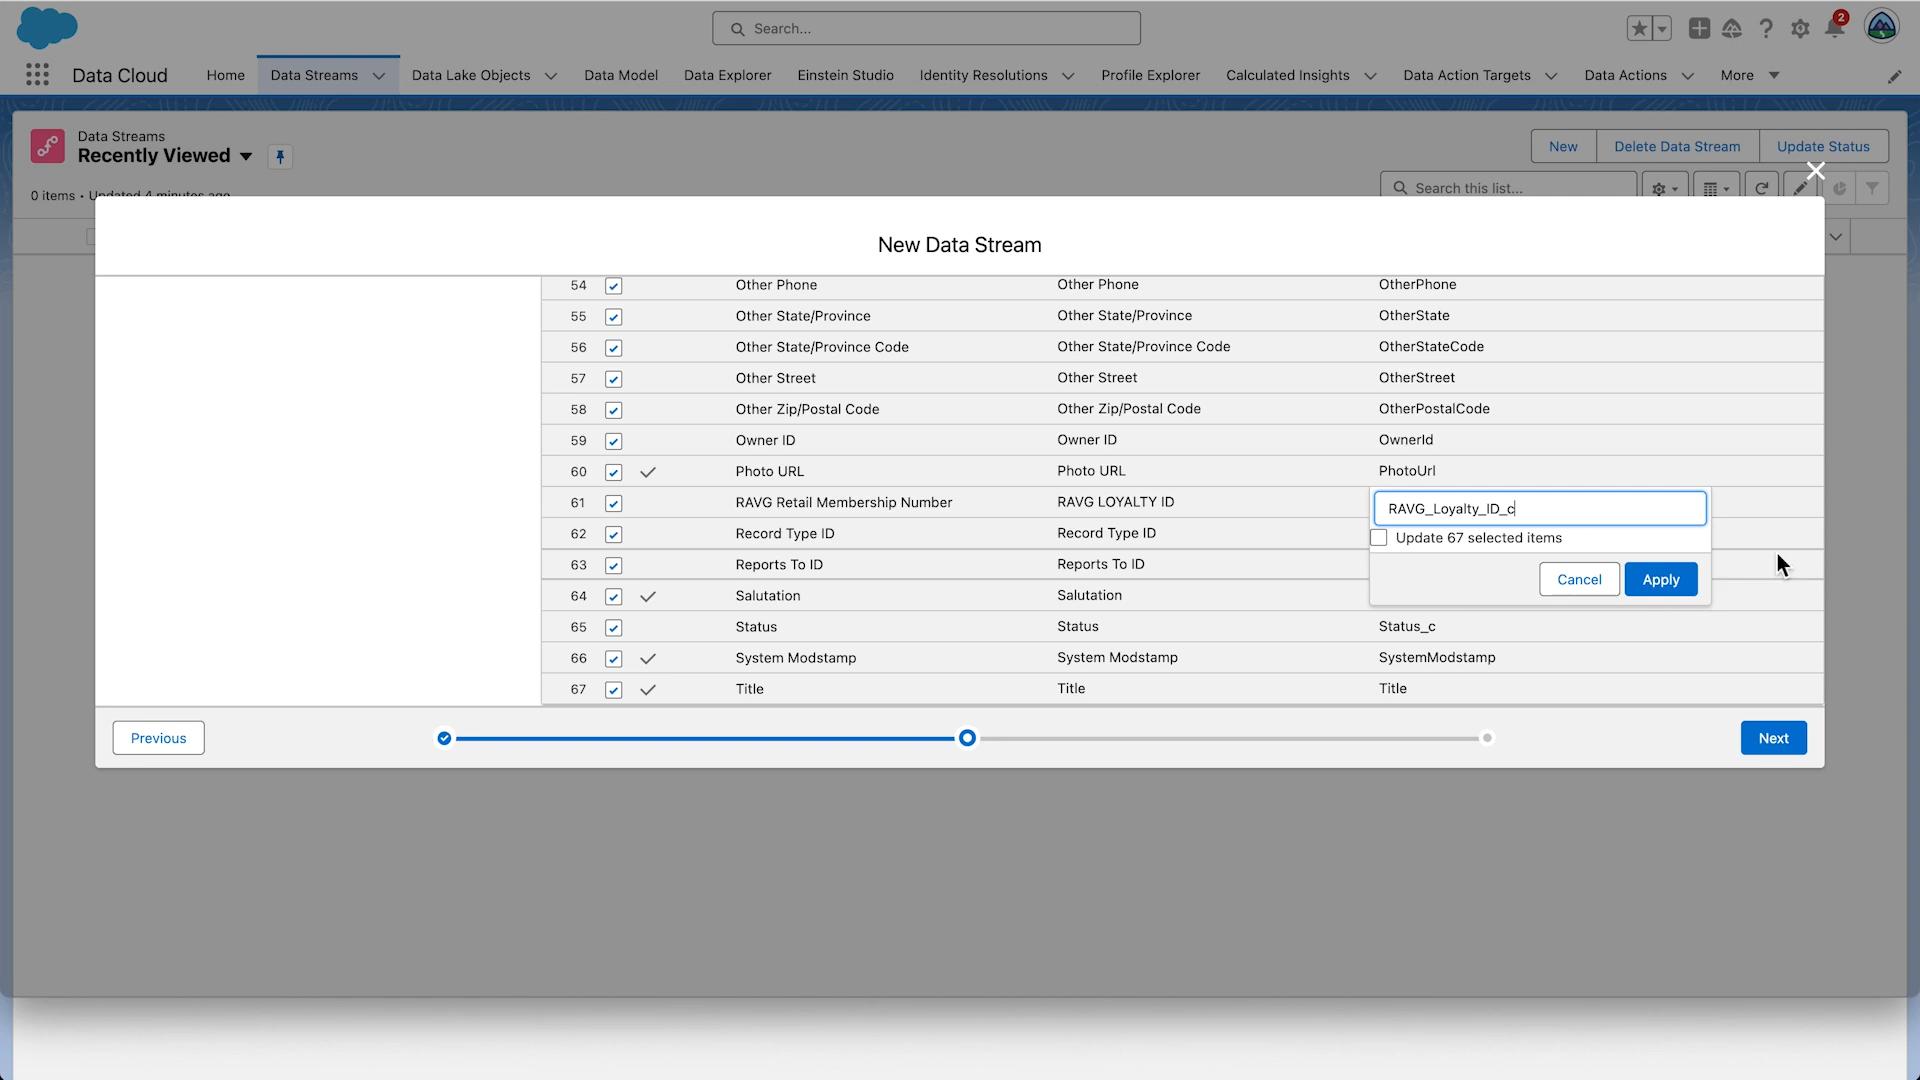 Search...
2
Data Cloud
Home
Data Streams
Data Lake Objects
Data Model
Data Explorer
Einstein Studio
Identity Resolutions
Profile Explorer
Calculated Insights
Data Action Targets
Data Actions
More
Data Streams
Recently Viewed
New
Delete Data Stream
Update Status
0 items • Updated 4 minutes ago
Search this list...
New Data Stream
54 Other Phone Other Phone OtherPhone
55 Other State/Province Other State/Province OtherState
56 Other State/Province Code Other State/Province Code OtherStateCode
57 Other Street Other Street OtherStreet
58 Other Zip/Postal Code Other Zip/Postal Code OtherPostalCode
59 Owner ID Owner ID OwnerId
60 Photo URL Photo URL PhotoUrl
61 RAVG Retail Membership Number RAVG LOYALTY ID RAVG_Loyalty_ID_c
62 Record Type ID Record Type ID
Update 67 selected items
63 Reports To ID Reports To ID
Cancel
Apply
64 Salutation Salutation
65 Status Status Status_c
66 System Modstamp System Modstamp SystemModstamp
67 Title Title Title
Previous
Next